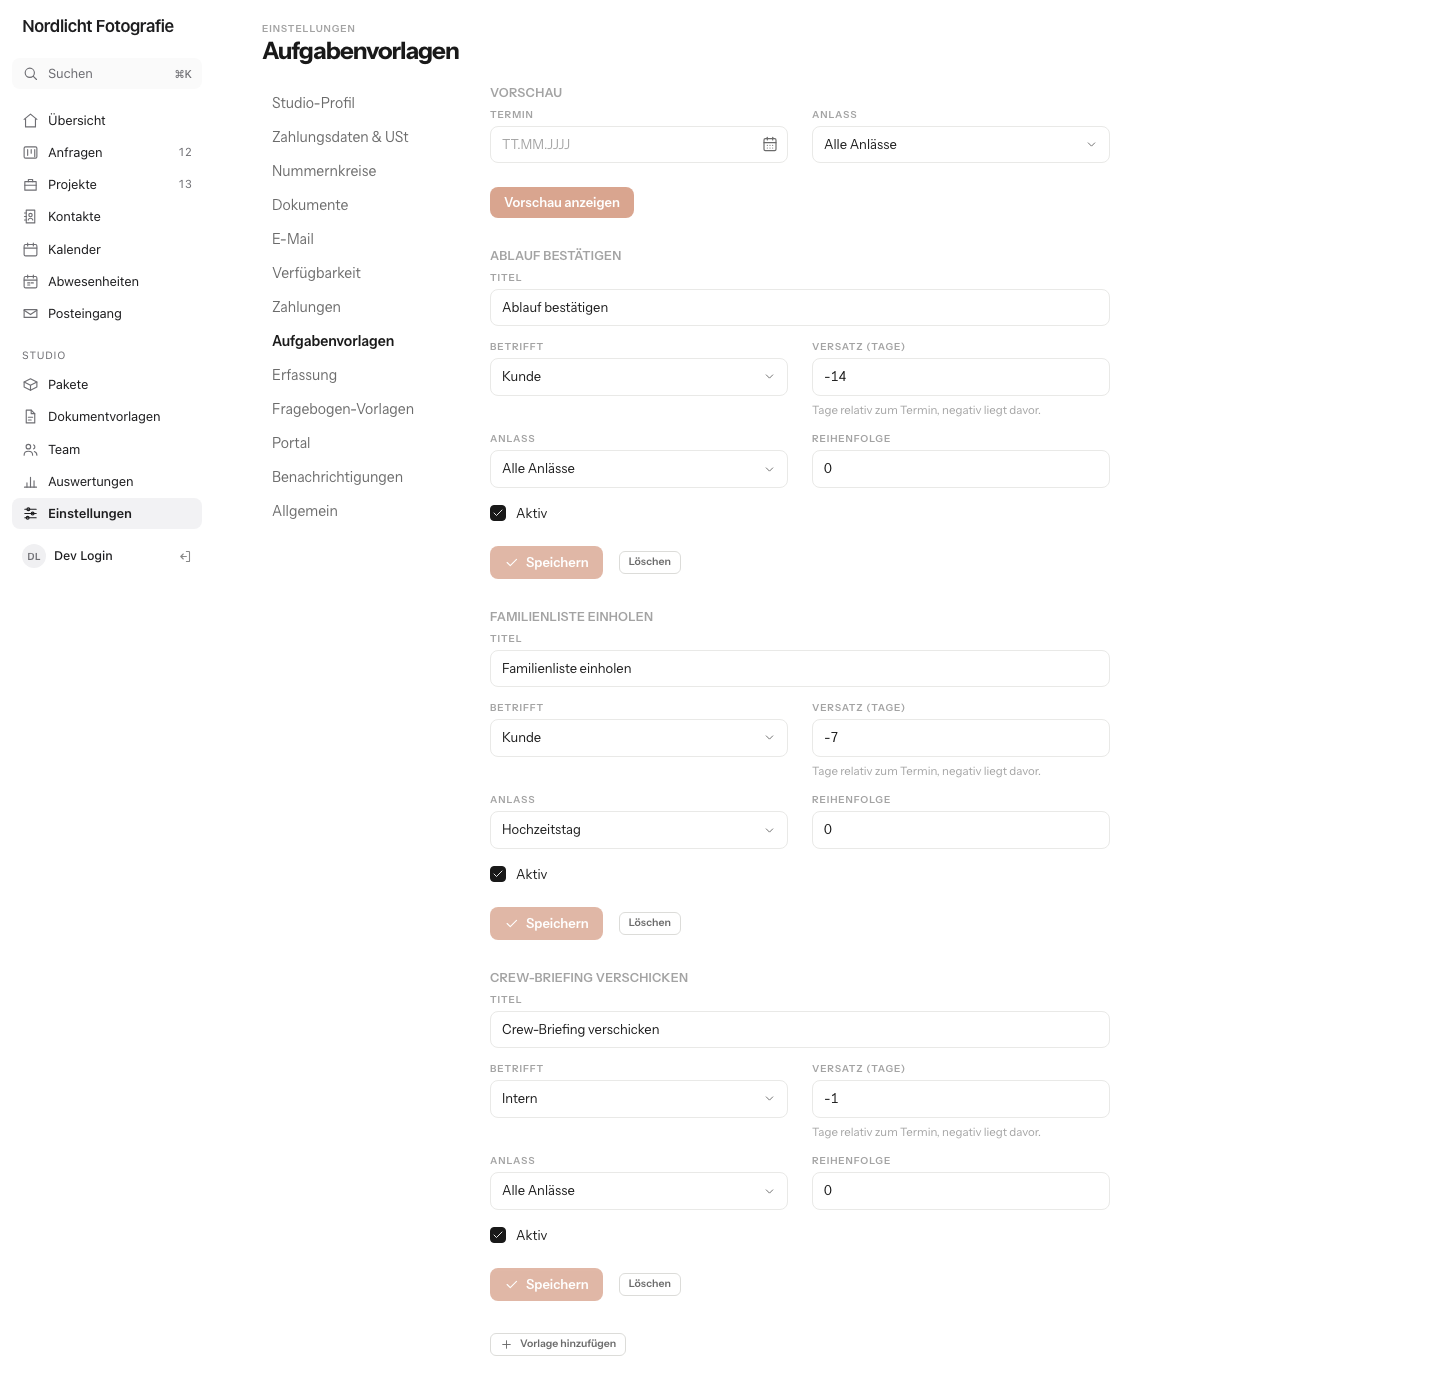 Nordlicht Fotografie
Suchen ⌘K
Übersicht
Anfragen 12
Projekte 13
Kontakte
Kalender
Abwesenheiten
Posteingang
STUDIO
Pakete
Dokumentvorlagen
Team
Auswertungen
Einstellungen
DL Dev Login
EINSTELLUNGEN
Aufgabenvorlagen
Studio-Profil
Zahlungsdaten & USt
Nummernkreise
Dokumente
E-Mail
Verfügbarkeit
Zahlungen
Aufgabenvorlagen
Erfassung
Fragebogen-Vorlagen
Portal
Benachrichtigungen
Allgemein
VORSCHAU
TERMIN ANLASS
TT.MM.JJJJ Alle Anlässe
Vorschau anzeigen
ABLAUF BESTÄTIGEN
TITEL
Ablauf bestätigen
BETRIFFT VERSATZ (TAGE)
Kunde -14
Tage relativ zum Termin, negativ liegt davor.
ANLASS REIHENFOLGE
Alle Anlässe 0
Aktiv
Speichern Löschen
FAMILIENLISTE EINHOLEN
TITEL
Familienliste einholen
BETRIFFT VERSATZ (TAGE)
Kunde -7
Tage relativ zum Termin, negativ liegt davor.
ANLASS REIHENFOLGE
Hochzeitstag 0
Aktiv
Speichern Löschen
CREW-BRIEFING VERSCHICKEN
TITEL
Crew-Briefing verschicken
BETRIFFT VERSATZ (TAGE)
Intern -1
Tage relativ zum Termin, negativ liegt davor.
ANLASS REIHENFOLGE
Alle Anlässe 0
Aktiv
Speichern Löschen
Vorlage hinzufügen